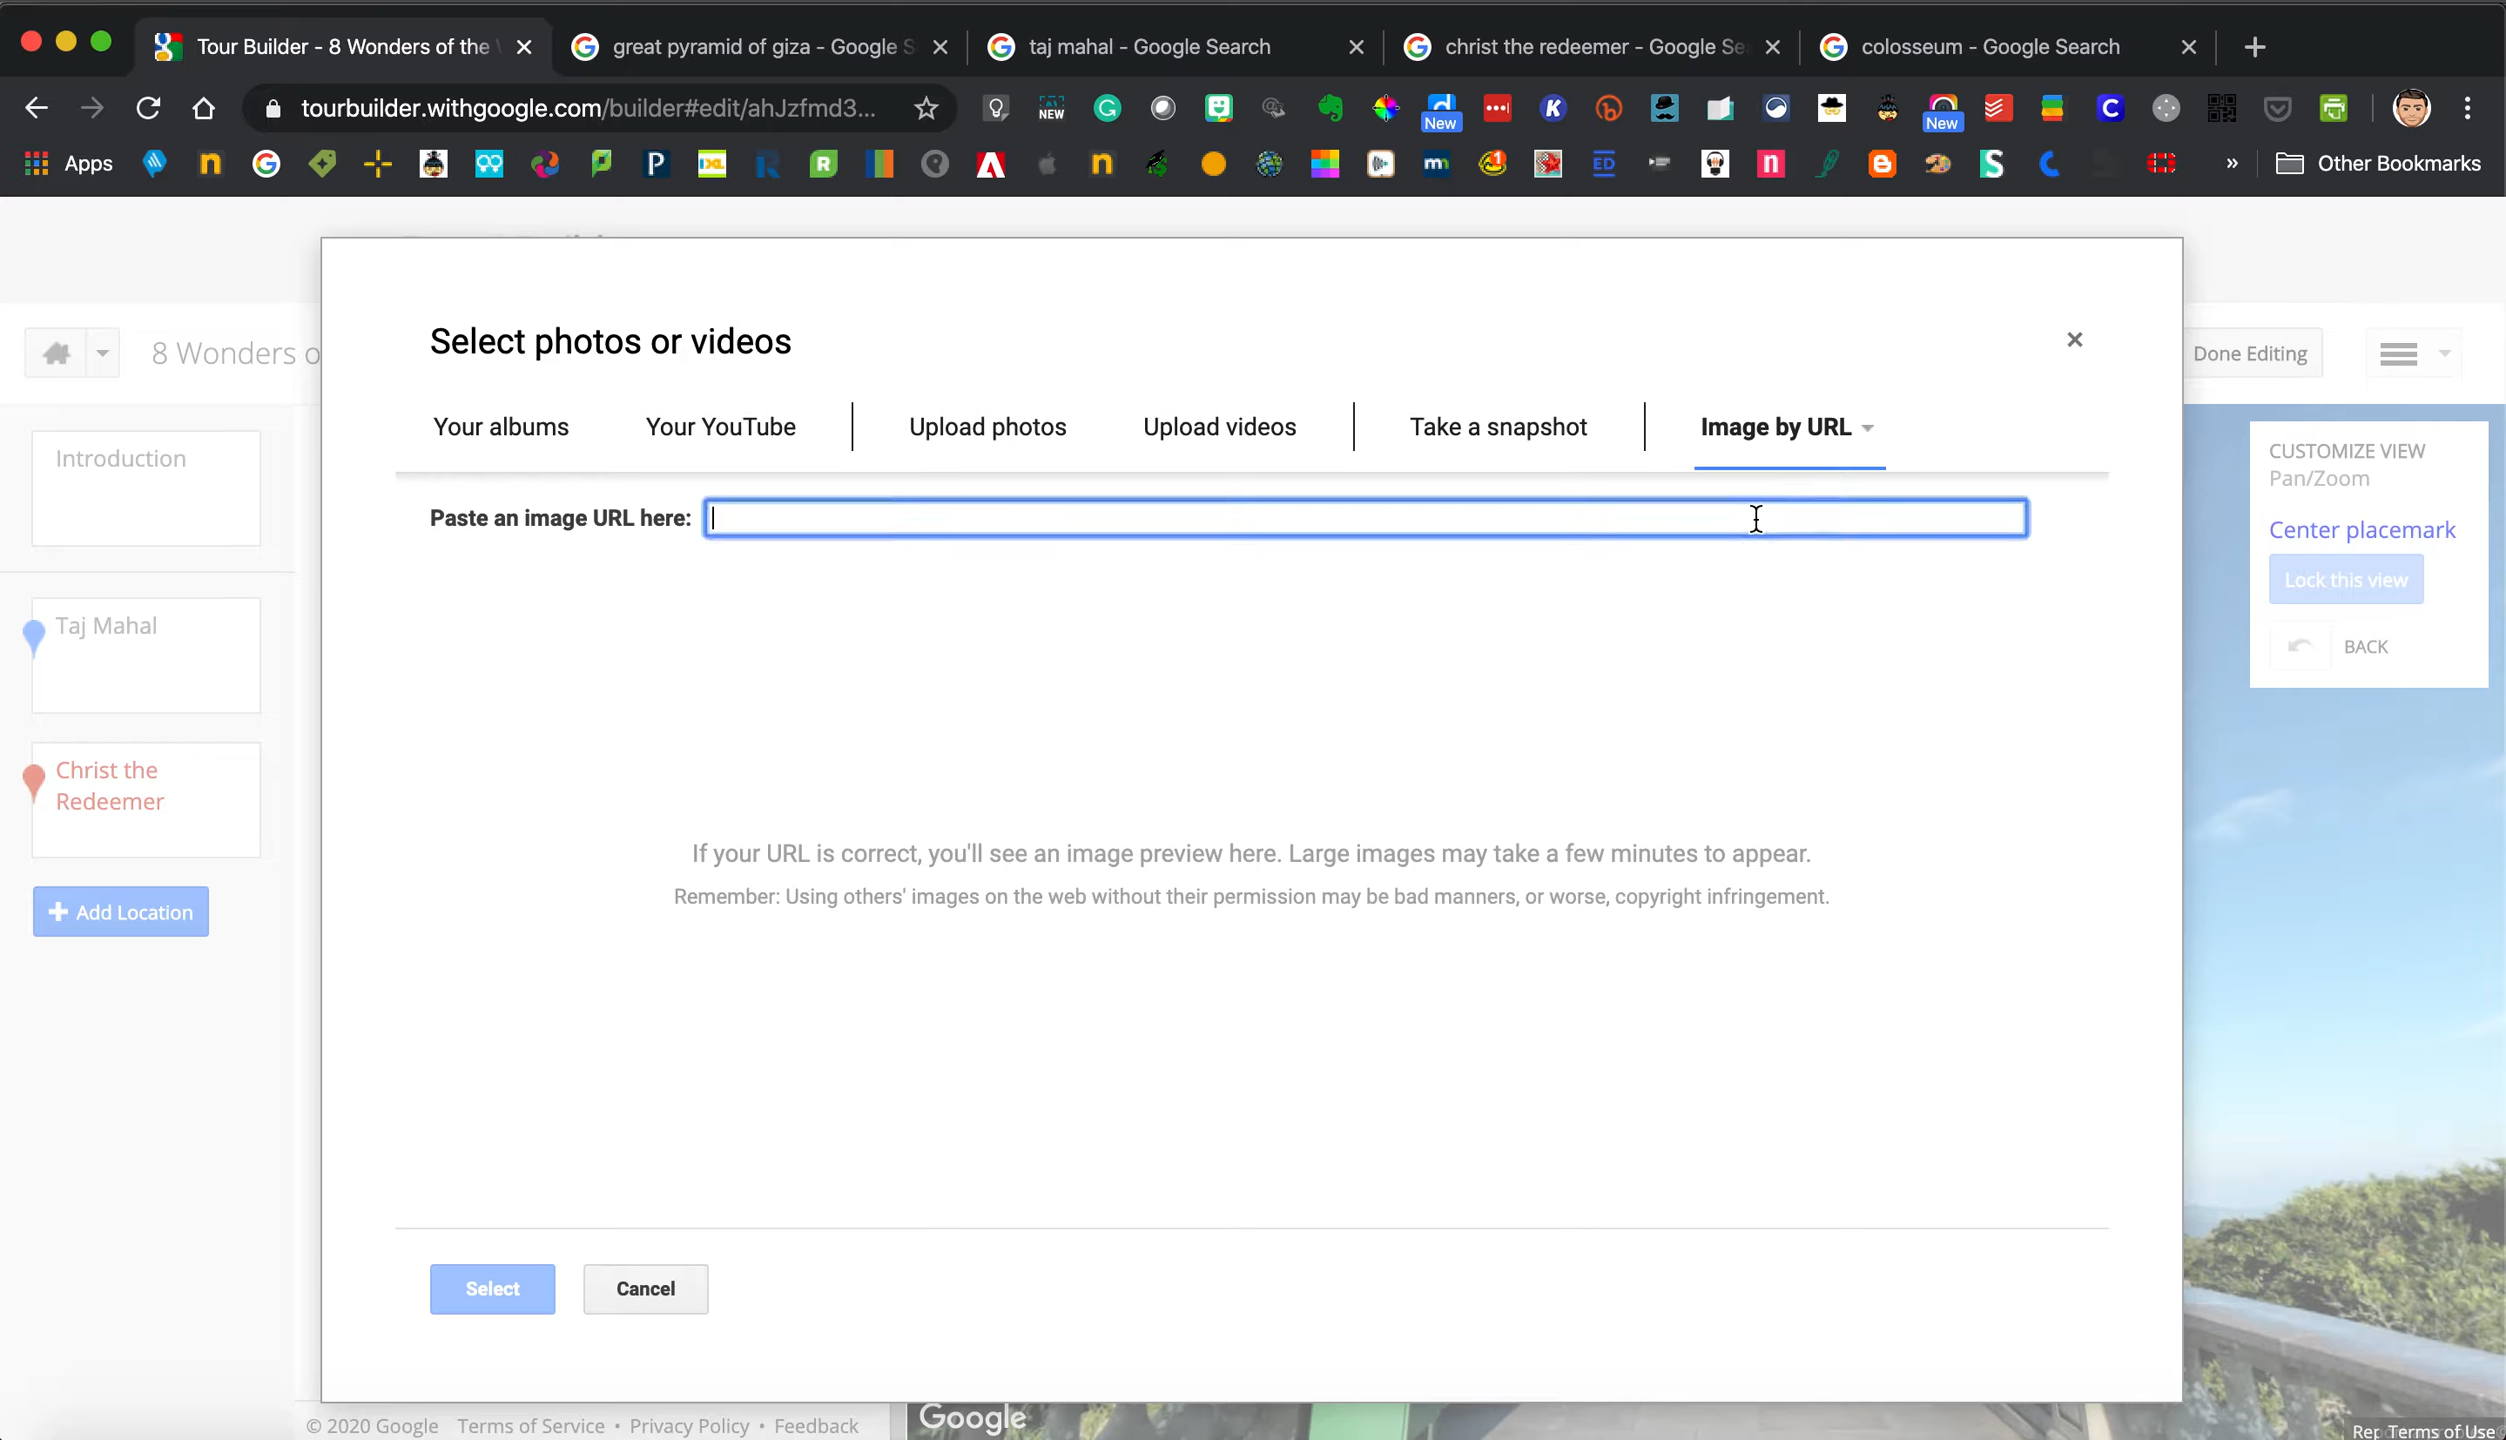 Tour Builder - 8 Wonders of the
great pyramid of giza - Google S
taj mahal - Google Search
christ the redeemer - Google Se
colosseum - Google Search
tourbuilder.withgoogle.com/builder#edit/ahJzfmd3...
NEW
New
New
Apps
Other Bookmarks
8 Wonders o
Done Editing
Select photos or videos
Your albums
Your YouTube
Upload photos
Upload videos
Take a snapshot
Image by URL
Paste an image URL here:
If your URL is correct, you'll see an image preview here. Large images may take a few minutes to appear.
Remember: Using others' images on the web without their permission may be bad manners, or worse, copyright infringement.
Select
Cancel
Introduction
Taj Mahal
Christ the
Redeemer
+ Add Location
CUSTOMIZE VIEW
Pan/Zoom
Center placemark
Lock this view
BACK
© 2020 Google Terms of Service • Privacy Policy • Feedback
Google
Terms of Use